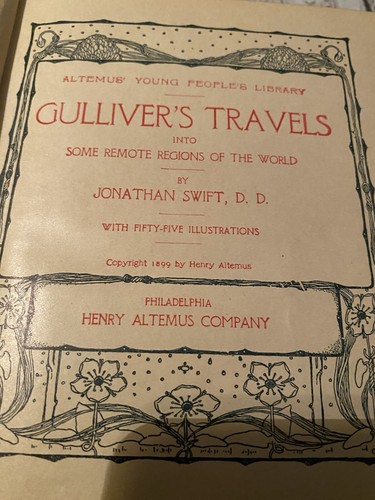 ALTEMUS' YOUNG PEOPLE'S LIBRARY
GULLIVER'S TRAVELS
INTO
SOME REMOTE REGIONS OF THE WORLD
BY
JONATHAN SWIFT, D. D.
WITH FIFTY-FIVE ILLUSTRATIONS
Copyright 1899 by Henry Altemus
PHILADELPHIA
HENRY ALTEMUS COMPANY